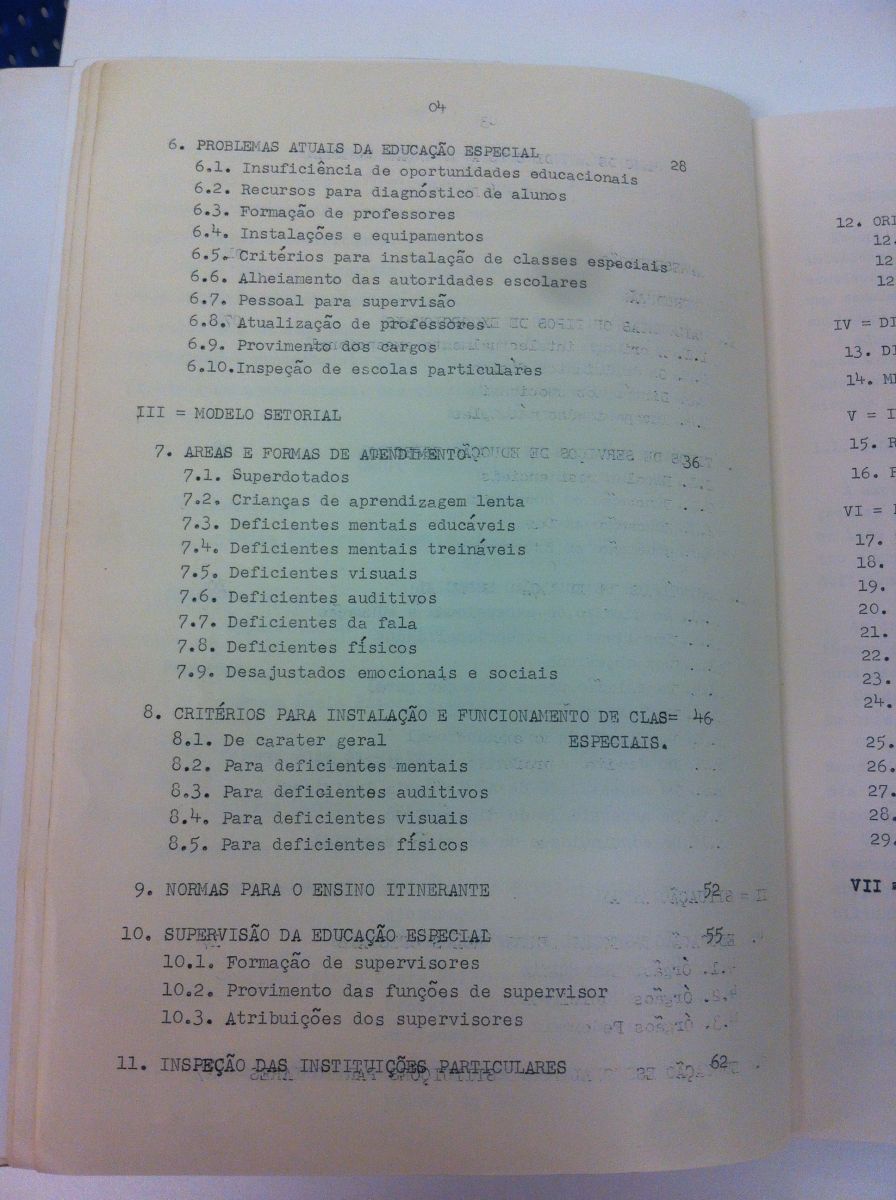 04
6. PROBLEMAS ATUAIS DA EDUCAÇÃO ESPECIAL 28
6.1. Insuficiência de oportunidades educacionais
6.2. Recursos para diagnóstico de alunos
6.3. Formação de professores
6.4. Instalações e equipamentos
6.5. Critérios para instalação de classes especiais
6.6. Alheiamento das autoridades escolares
6.7. Pessoal para supervisão
6.8. Atualização de professores
6.9. Provimento dos cargos
6.10.Inspeção de escolas particulares
III = MODELO SETORIAL
7. AREAS E FORMAS DE ATENDIMENTO 36
7.1. Superdotados
7.2. Crianças de aprendizagem lenta
7.3. Deficientes mentais educáveis
7.4. Deficientes mentais treináveis
7.5. Deficientes visuais
7.6. Deficientes auditivos
7.7. Deficientes da fala
7.8. Deficientes físicos
7.9. Desajustados emocionais e sociais
8. CRITÉRIOS PARA INSTALAÇÃO E FUNCIONAMENTO DE CLAS= 46
8.1. De carater geral ESPECIAIS.
8.2. Para deficientes mentais
8.3. Para deficientes auditivos
8.4. Para deficientes visuais
8.5. Para deficientes físicos
9. NORMAS PARA O ENSINO ITINERANTE 52
10. SUPERVISÃO DA EDUCAÇÃO ESPECIAL 55
10.1. Formação de supervisores
10.2. Provimento das funções de supervisor
10.3. Atribuições dos supervisores
11. INSPEÇÃO DAS INSTITUIÇÕES PARTICULARES 62
12. ORI
12.
12
12
IV = DI
13. DI
14. ME
V = I
15.
16.
VI =
17.
18.
19.
20.
21.
22.
23.
24.
25.
26.
27.
28.
29.
VII =